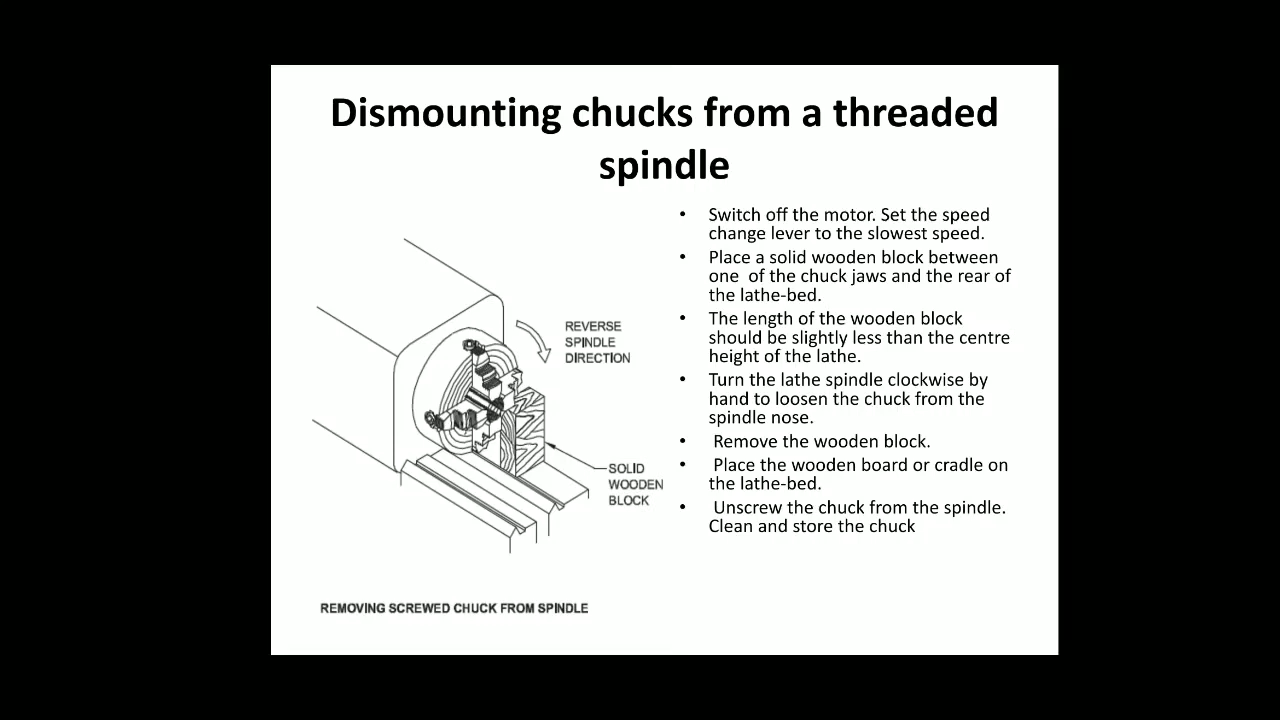 Dismounting chucks from a threaded
spindle
• Switch off the motor. Set the speed
change lever to the slowest speed.
• Place a solid wooden block between
one of the chuck jaws and the rear of
the lathe-bed.
• The length of the wooden block
should be slightly less than the centre
height of the lathe.
• Turn the lathe spindle clockwise by
hand to loosen the chuck from the
spindle nose.
• Remove the wooden block.
• Place the wooden board or cradle on
the lathe-bed.
• Unscrew the chuck from the spindle.
Clean and store the chuck
REVERSE
SPINDLE
DIRECTION
SOLID
WOODEN
BLOCK
REMOVING SCREWED CHUCK FROM SPINDLE